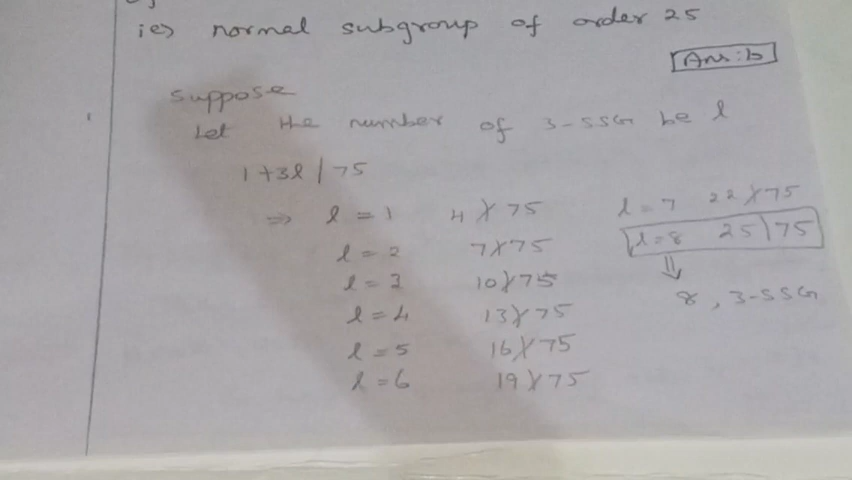 ie) normal subgroup of order 25
Ans: b
Suppose
Let the number of 3-SSG be l
1+3l | 75
⇒ l = 1 4 ∤ 75
l = 2 7 ∤ 75
l = 3 10 ∤ 75
l = 4 13 ∤ 75
l = 5 16 ∤ 75
l = 6 19 ∤ 75
l = 7 22 ∤ 75
l = 8 25 | 75
⇓
8, 3-SSG